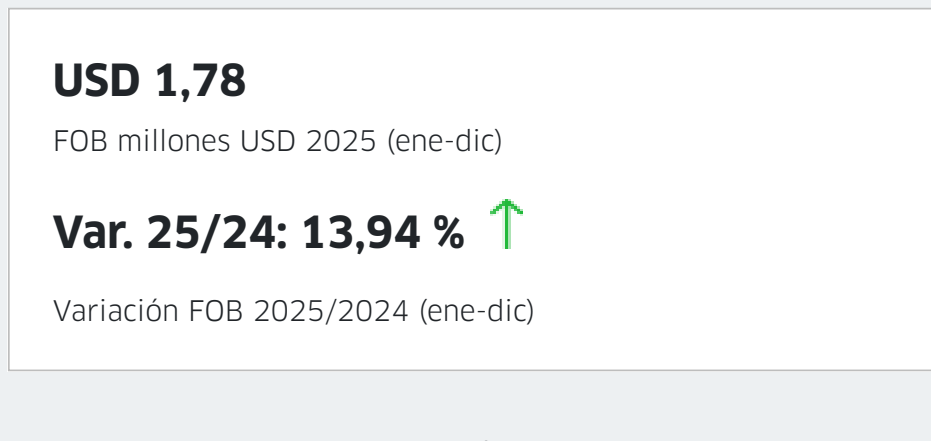 USD 1,78
FOB millones USD 2025 (ene-dic)
Var. 25/24: 13,94 %
Variación FOB 2025/2024 (ene-dic)